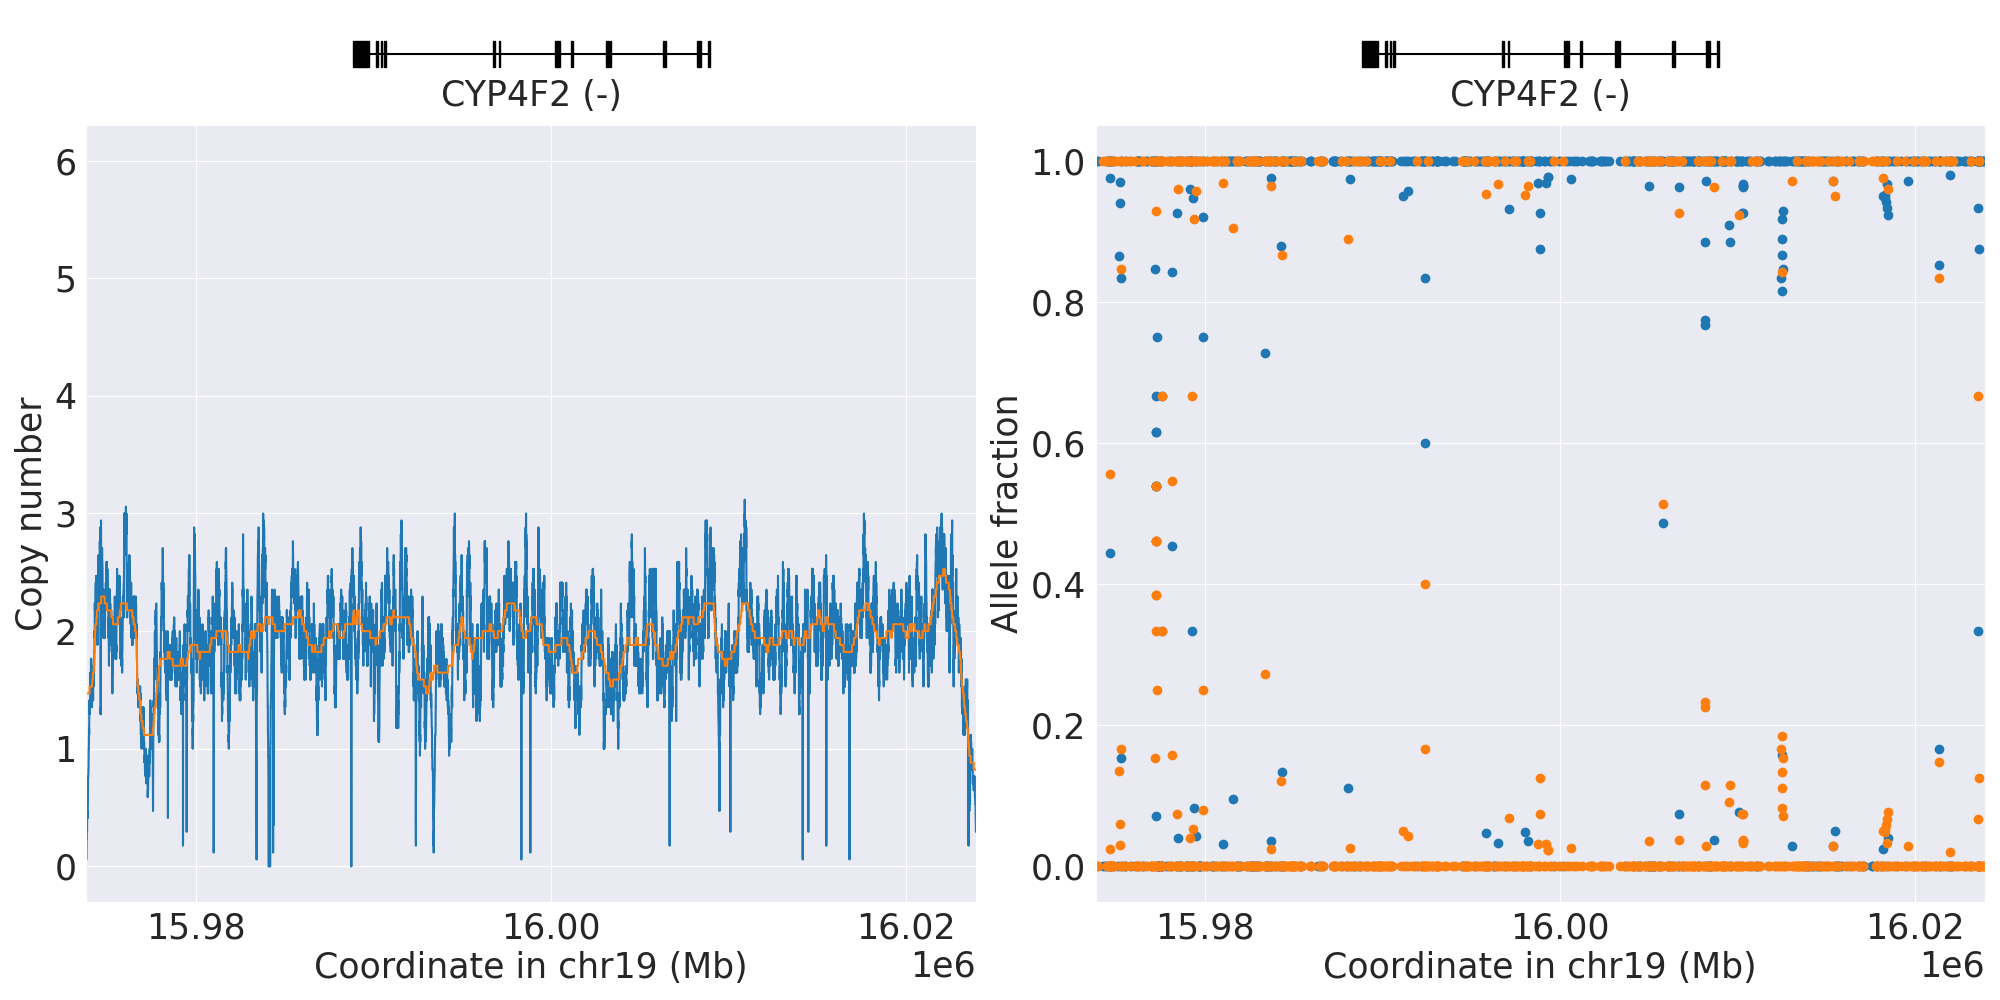 CYP4F2 (-)
6
5
4
3
2
1
0
Copy number
15.98
16.00
16.02
Coordinate in chr19 (Mb)
1e6
CYP4F2 (-)
1.0
0.8
0.6
0.4
0.2
0.0
Allele fraction
15.98
16.00
16.02
Coordinate in chr19 (Mb)
1e6